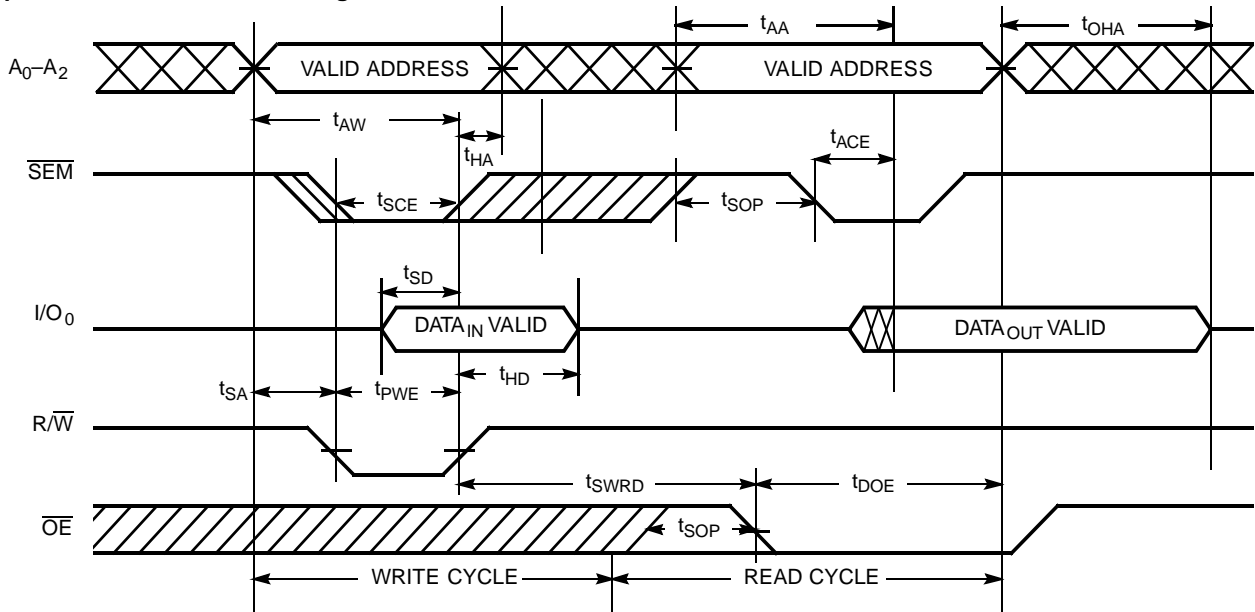 tAA
tOHA
A0–A2
VALID ADDRESS
VALID ADDRESS
tAW
tHA
tACE
SEM
tSCE
tSOP
tSD
I/O0
DATAIN VALID
DATAOUT VALID
tSA
tPWE
tHD
R/W
tSWRD
tDOE
OE
tSOP
WRITE CYCLE
READ CYCLE